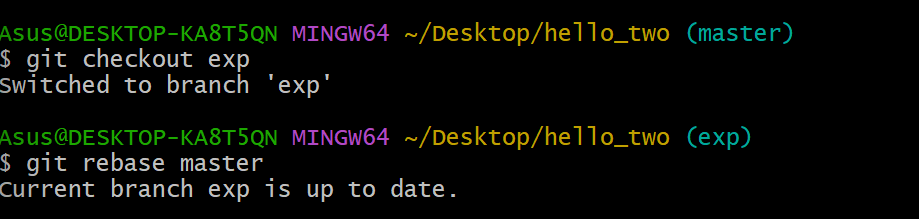 Asus@DESKTOP-KA8T5QN MINGW64 ~/Desktop/hello_two (master)
$ git checkout exp
Switched to branch 'exp'
Asus@DESKTOP-KA8T5QN MINGW64 ~/Desktop/hello_two (exp)
$ git rebase master
Current branch exp is up to date.